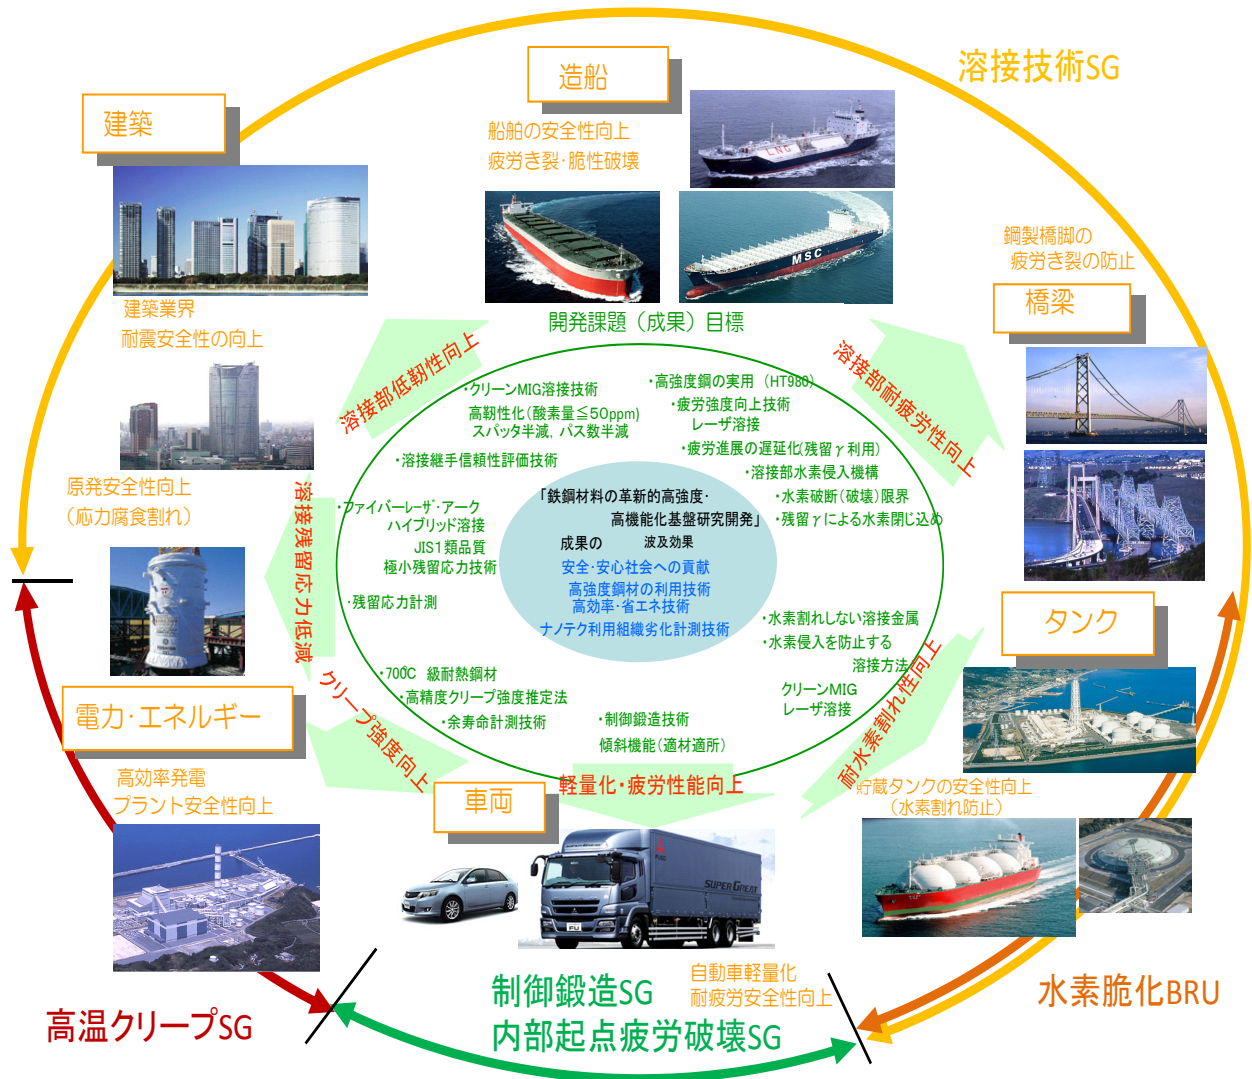 溶接技術SG
造船
船舶の安全性向上
疲労き裂・脆性破壊
LNG
MSC
建築
建築業界
耐震安全性の向上
鋼製橋脚の
疲労き裂の防止
橋梁
開発課題（成果）目標
溶接部低靭性向上
溶接部耐疲労性向上
・クリーンMIG溶接技術
高靭性化（酸素量≦50ppm）
スパッタ半減，パス数半減
・溶接継手信頼性評価技術
・高強度鋼の実用（HT980）
・疲労強度向上技術
レーザ溶接
・疲労進展の遅延化（残留γ利用）
・溶接部水素侵入機構
・水素破断（破壊）限界
・残留γによる水素閉じ込め
原発安全性向上
（応力腐食割れ）
溶接残留応力低減
・ファイバーレーザ・アーク
ハイブリッド溶接
JIS1類品質
極小残留応力技術
・残留応力計測
「鉄鋼材料の革新的高強度・
高機能化基盤研究開発」
成果の　波及効果
安全・安心社会への貢献
高強度鋼材の利用技術
高効率・省エネ技術
ナノテク利用組織劣化計測技術
・水素割れしない溶接金属
・水素侵入を防止する
溶接方法
クリーンMIG
レーザ溶接
耐水素割れ性向上
タンク
貯蔵タンクの安全性向上
（水素割れ防止）
・700℃ 級耐熱鋼材
・高精度クリープ強度推定法
・余寿命計測技術
クリープ強度向上
・制御鍛造技術
傾斜機能（適材適所）
軽量化・疲労性能向上
電力・エネルギー
高効率発電
プラント安全性向上
車両
SUPER GREAT
FUSO
FU
自動車軽量化
耐疲労安全性向上
高温クリープSG
制御鍛造SG
内部起点疲労破壊SG
水素脆化BRU